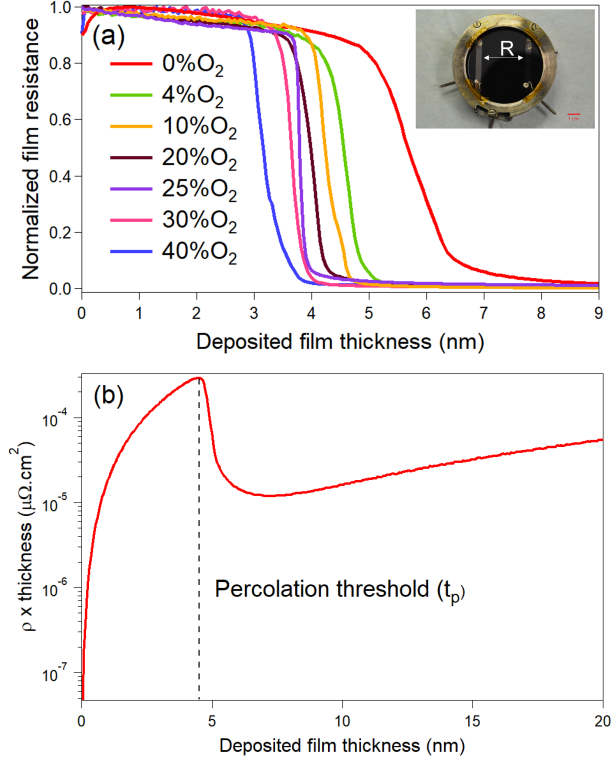 (a)
Normalized film resistance
1.0
0.8
0.6
0.4
0.2
0.0
0%O₂
4%O₂
10%O₂
20%O₂
25%O₂
30%O₂
40%O₂
R
0 1 2 3 4 5 6 7 8 9
Deposited film thickness (nm)
(b)
ρ x thickness (μΩ.cm²)
10⁻⁴
10⁻⁵
10⁻⁶
10⁻⁷
Percolation threshold (tₚ)
0 5 10 15 20
Deposited film thickness (nm)